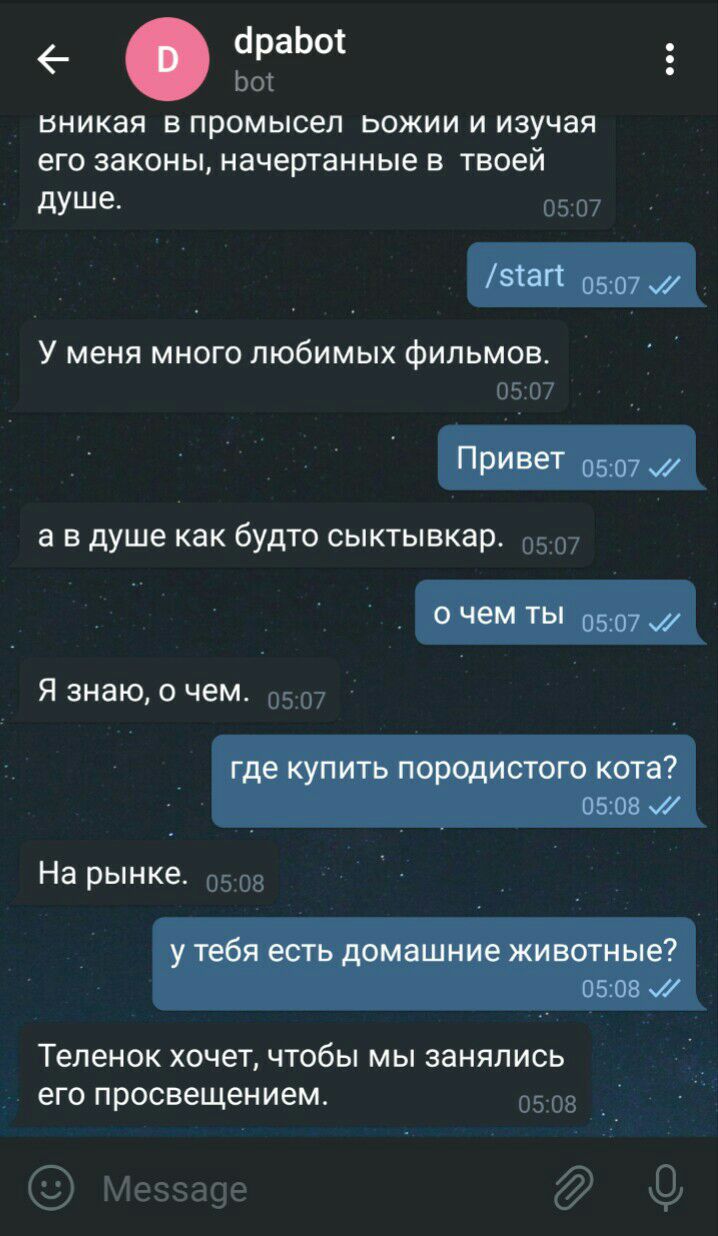 dpabot
D
bot
Вникая в промысел Божий и изучая
его законы, начертанные в твоей
душе.
05:07
/start 05:07
У меня много любимых фильмов.
05:07
Привет 05:07
а в душе как будто сыктывкар. 05:07
о чем ты 05:07
Я знаю, о чем. 05:07
где купить породистого кота?
05:08
На рынке. 05:08
у тебя есть домашние животные?
05:08
Теленок хочет, чтобы мы занялись
его просвещением. 05:08
Message